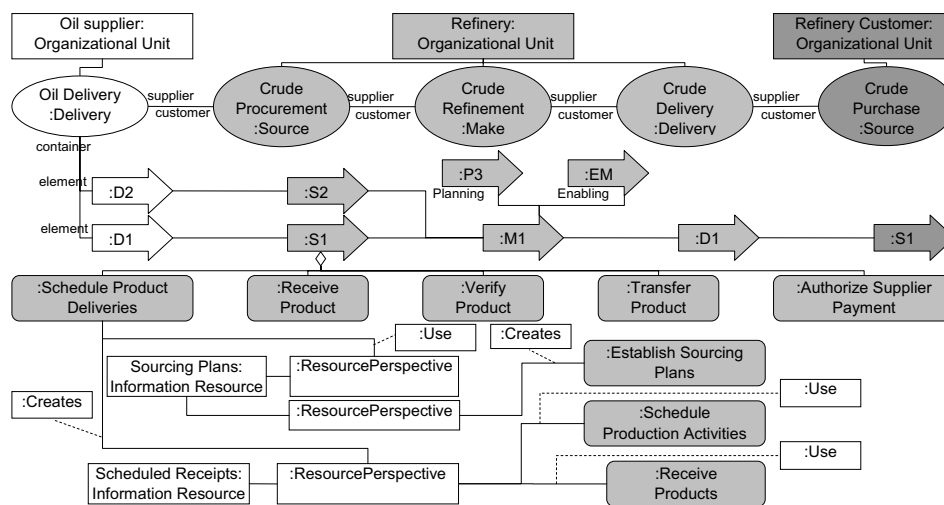 Oil supplier:
Organizational Unit
Refinery:
Organizational Unit
Refinery Customer:
Organizational Unit
Oil Delivery
:Delivery
supplier
customer
Crude
Procurement
:Source
supplier
customer
Crude
Refinement
:Make
supplier
customer
Crude
Delivery
:Delivery
supplier
customer
Crude
Purchase
:Source
container
element
:D2
:S2
:P3
Planning
:EM
Enabling
element
:D1
:S1
:M1
:D1
:S1
:Schedule Product
Deliveries
:Receive
Product
:Verify
Product
:Transfer
Product
:Authorize Supplier
Payment
:Use
:Creates
Sourcing Plans:
Information Resource
:ResourcePerspective
:Establish Sourcing
Plans
:Creates
:ResourcePerspective
:Use
:Schedule
Production Activities
:Use
Scheduled Receipts:
Information Resource
:ResourcePerspective
:Receive
Products